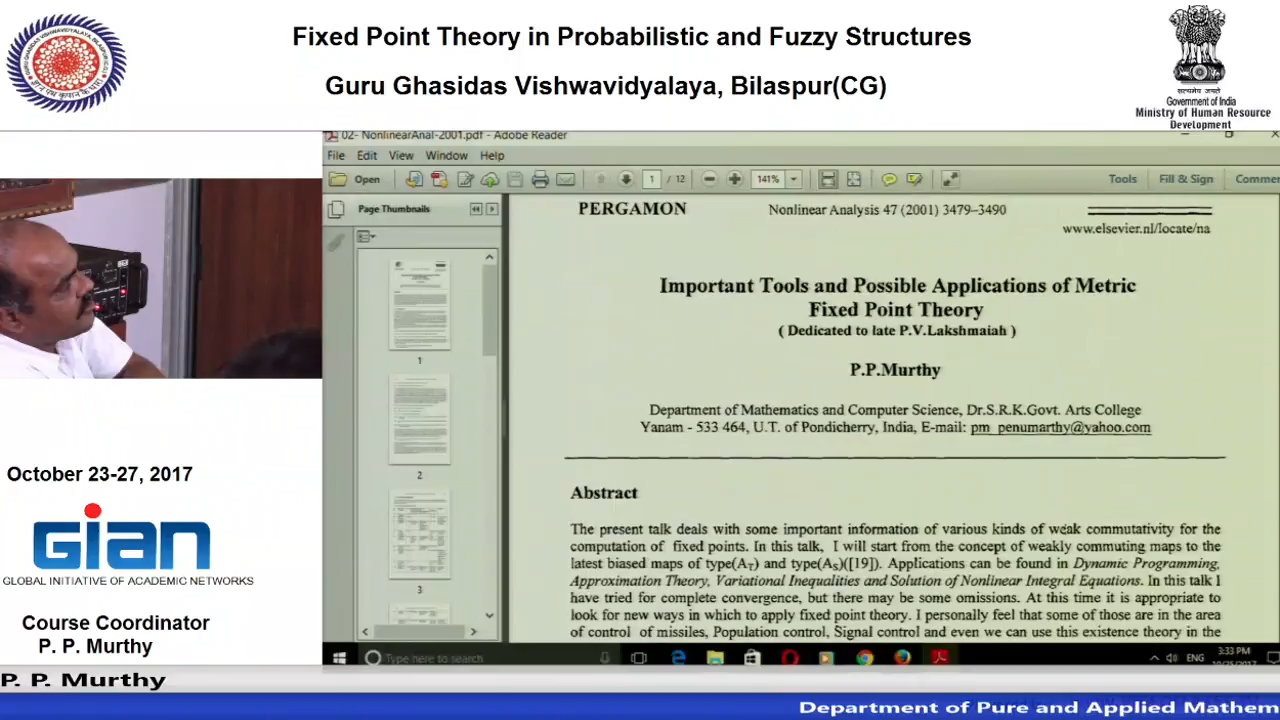 Fixed Point Theory in Probabilistic and Fuzzy Structures
Guru Ghasidas Vishwavidyalaya, Bilaspur(CG)
सत्यमेव जयते
Government of India
Ministry of Human Resource
Development
02- NonlinearAnal-2001.pdf - Adobe Reader
File Edit View Window Help
Open 1 / 12 141% Tools Fill & Sign Commen
Page Thumbnails
1
2
3
PERGAMON Nonlinear Analysis 47 (2001) 3479–3490
www.elsevier.nl/locate/na
Important Tools and Possible Applications of Metric
Fixed Point Theory
( Dedicated to late P.V.Lakshmaiah )
P.P.Murthy
Department of Mathematics and Computer Science, Dr.S.R.K.Govt. Arts College
Yanam - 533 464, U.T. of Pondicherry, India, E-mail: pm_penumarthy@yahoo.com
Abstract
The present talk deals with some important information of various kinds of weak commutativity for the
computation of fixed points. In this talk, I will start from the concept of weakly commuting maps to the
latest biased maps of type(A_T) and type(A_S)([19]). Applications can be found in Dynamic Programming,
Approximation Theory, Variational Inequalities and Solution of Nonlinear Integral Equations. In this talk I
have tried for complete convergence, but there may be some omissions. At this time it is appropriate to
look for new ways in which to apply fixed point theory. I personally feel that some of those are in the area
of control of missiles, Population control, Signal control and even we can use this existence theory in the
Type here to search
ENG
3:33 PM
10/25/2017
October 23-27, 2017
GIAN
GLOBAL INITIATIVE OF ACADEMIC NETWORKS
Course Coordinator
P. P. Murthy
P. P. Murthy
Department of Pure and Applied Mathem